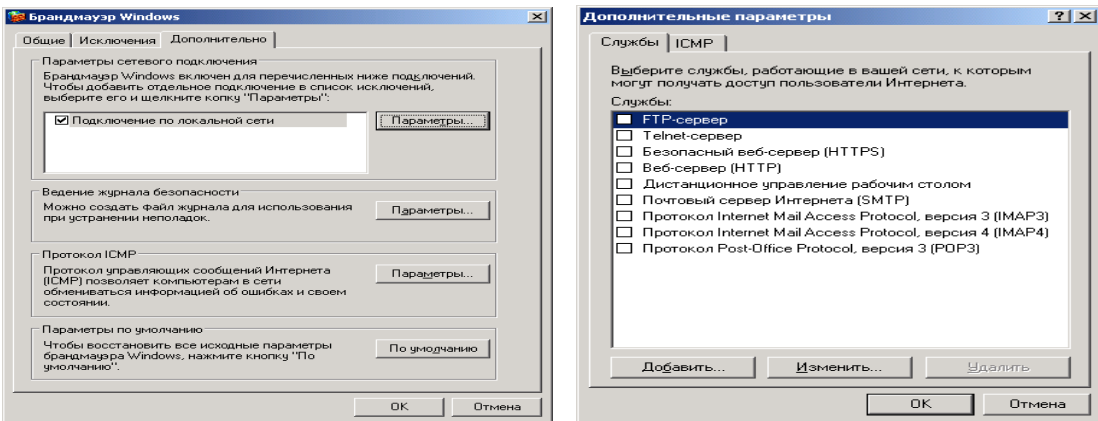 Брандмауэр Windows
Общие Исключения Дополнительно
Параметры сетевого подключения
Брандмауэр Windows включен для перечисленных ниже подключений.
Чтобы добавить отдельное подключение в список исключений,
выберите его и щелкните копку "Параметры":
Подключение по локальной сети
Параметры...
Ведение журнала безопасности
Можно создать файл журнала для использования
при устранении неполадок.
Параметры...
Протокол ICMP
Протокол управляющих сообщений Интернета
(ICMP) позволяет компьютерам в сети
обмениваться информацией об ошибках и своем
состоянии.
Параметры...
Параметры по умолчанию
Чтобы восстановить все исходные параметры
брандмауэра Windows, нажмите кнопку "По
умолчанию".
По умолчанию
ОК Отмена
Дополнительные параметры
Службы ICMP
Выберите службы, работающие в вашей сети, к которым
могут получать доступ пользователи Интернета.
Службы:
FTP-сервер
Telnet-сервер
Безопасный веб-сервер (HTTPS)
Веб-сервер (HTTP)
Дистанционное управление рабочим столом
Почтовый сервер Интернета (SMTP)
Протокол Internet Mail Access Protocol, версия 3 (IMAP3)
Протокол Internet Mail Access Protocol, версия 4 (IMAP4)
Протокол Post-Office Protocol, версия 3 (POP3)
Добавить... Изменить... Удалить
ОК Отмена